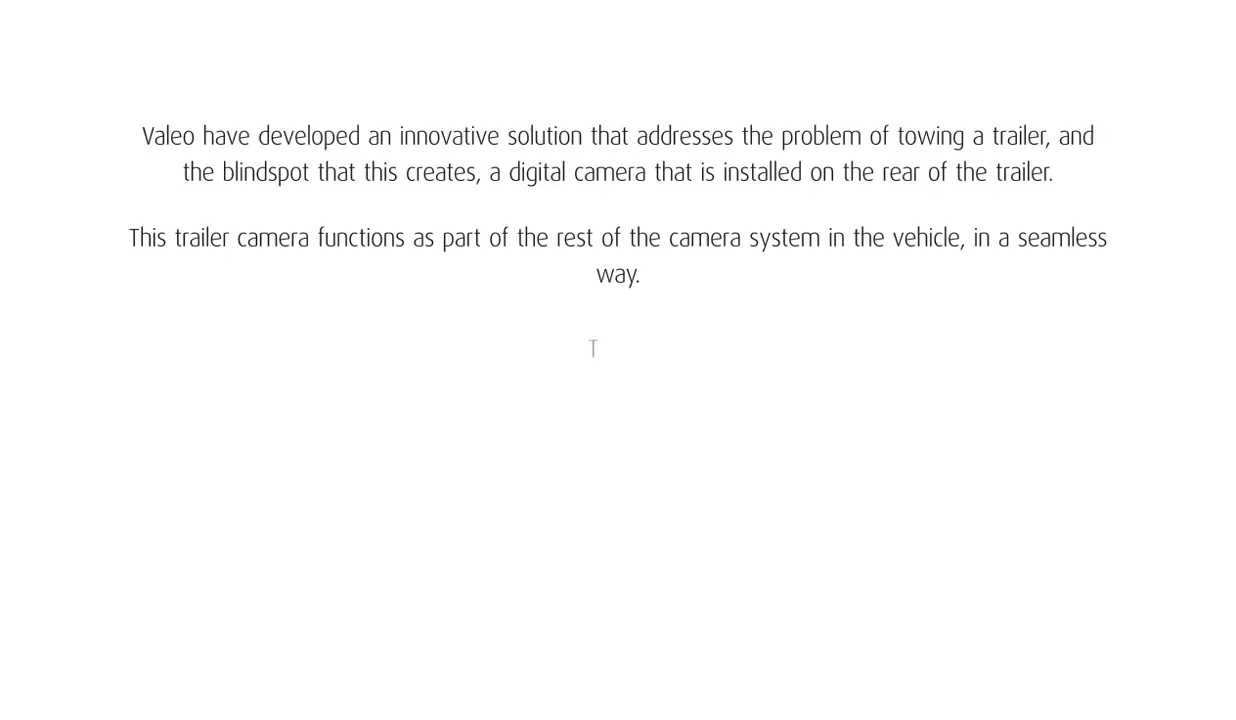 Valeo have developed an innovative solution that addresses the problem of towing a trailer, and
the blindspot that this creates, a digital camera that is installed on the rear of the trailer.
This trailer camera functions as part of the rest of the camera system in the vehicle, in a seamless
way.
T